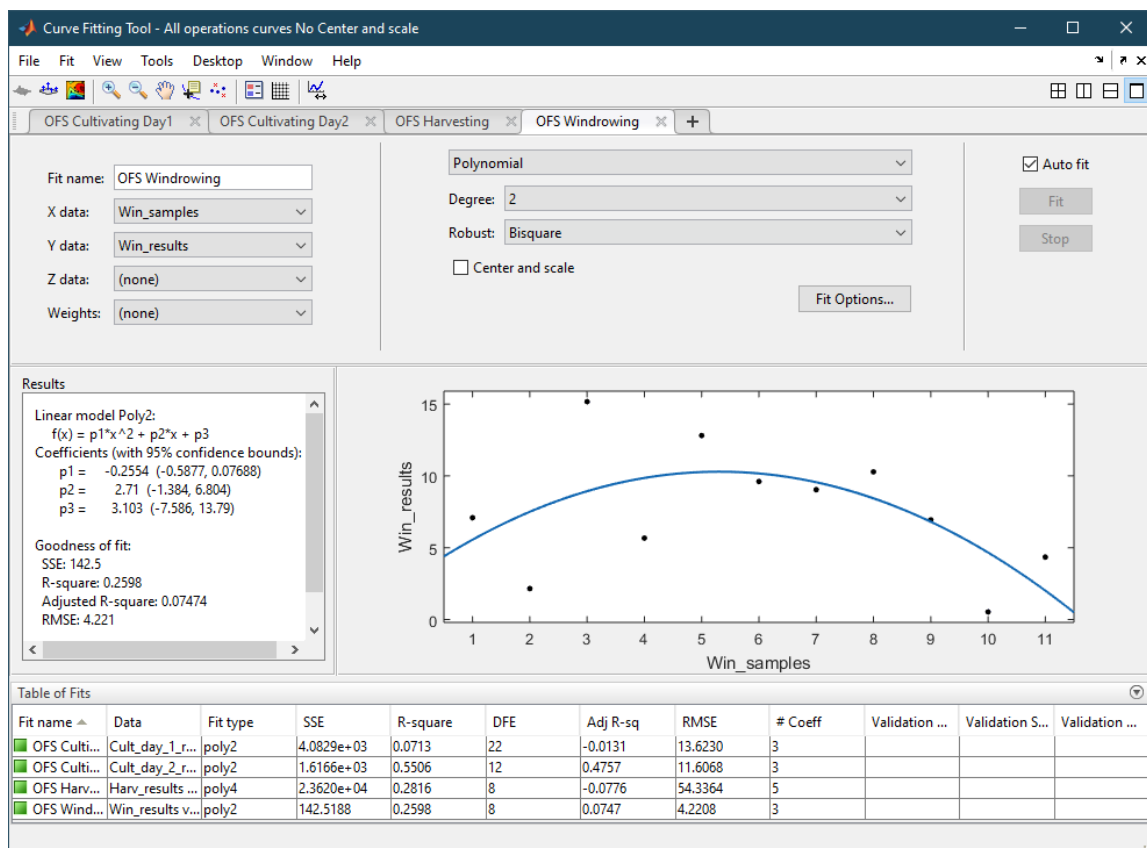 Curve Fitting Tool - All operations curves No Center and scale
File Fit View Tools Desktop Window Help
OFS Cultivating Day1 OFS Cultivating Day2 OFS Harvesting OFS Windrowing
Fit name: OFS Windrowing
X data: Win_samples
Y data: Win_results
Z data: (none)
Weights: (none)
Polynomial
Degree: 2
Robust: Bisquare
Center and scale
Fit Options...
Auto fit
Fit
Stop
Results
Linear model Poly2:
f(x) = p1*x^2 + p2*x + p3
Coefficients (with 95% confidence bounds):
p1 = -0.2554 (-0.5877, 0.07688)
p2 = 2.71 (-1.384, 6.804)
p3 = 3.103 (-7.586, 13.79)
Goodness of fit:
SSE: 142.5
R-square: 0.2598
Adjusted R-square: 0.07474
RMSE: 4.221
Win_results
15
10
5
0
1 2 3 4 5 6 7 8 9 10 11
Win_samples
Table of Fits
Fit name Data Fit type SSE R-square DFE Adj R-sq RMSE # Coeff Validation ... Validation S... Validation ...
OFS Culti... Cult_day_1_r... poly2 4.0829e+03 0.0713 22 -0.0131 13.6230 3
OFS Culti... Cult_day_2_r... poly2 1.6166e+03 0.5506 12 0.4757 11.6068 3
OFS Harv... Harv_results ... poly4 2.3620e+04 0.2816 8 -0.0776 54.3364 5
OFS Wind... Win_results v... poly2 142.5188 0.2598 8 0.0747 4.2208 3